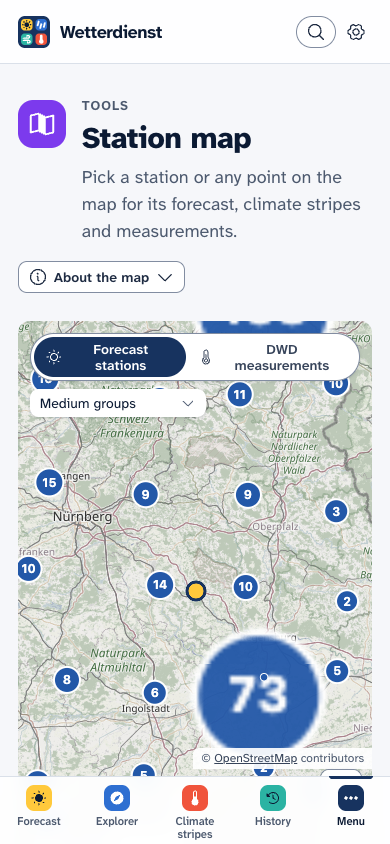 Wetterdienst
TOOLS
Station map
Pick a station or any point on the
map for its forecast, climate stripes
and measurements.
About the map
Forecast
stations
DWD
measurements
Medium groups
11
10
Schweiz
Frankenjura
Naturpark
Nördlicher
Oberpfälzer
Wald
15
angen
9
9
3
Nürnberg
Oberpfalz
franken
10
14
10
2
Naturpark
Altmühltal
8
6
73
5
Ingolstadt
© OpenStreetMap contributors
Forecast
Explorer
Climate
stripes
History
Menu